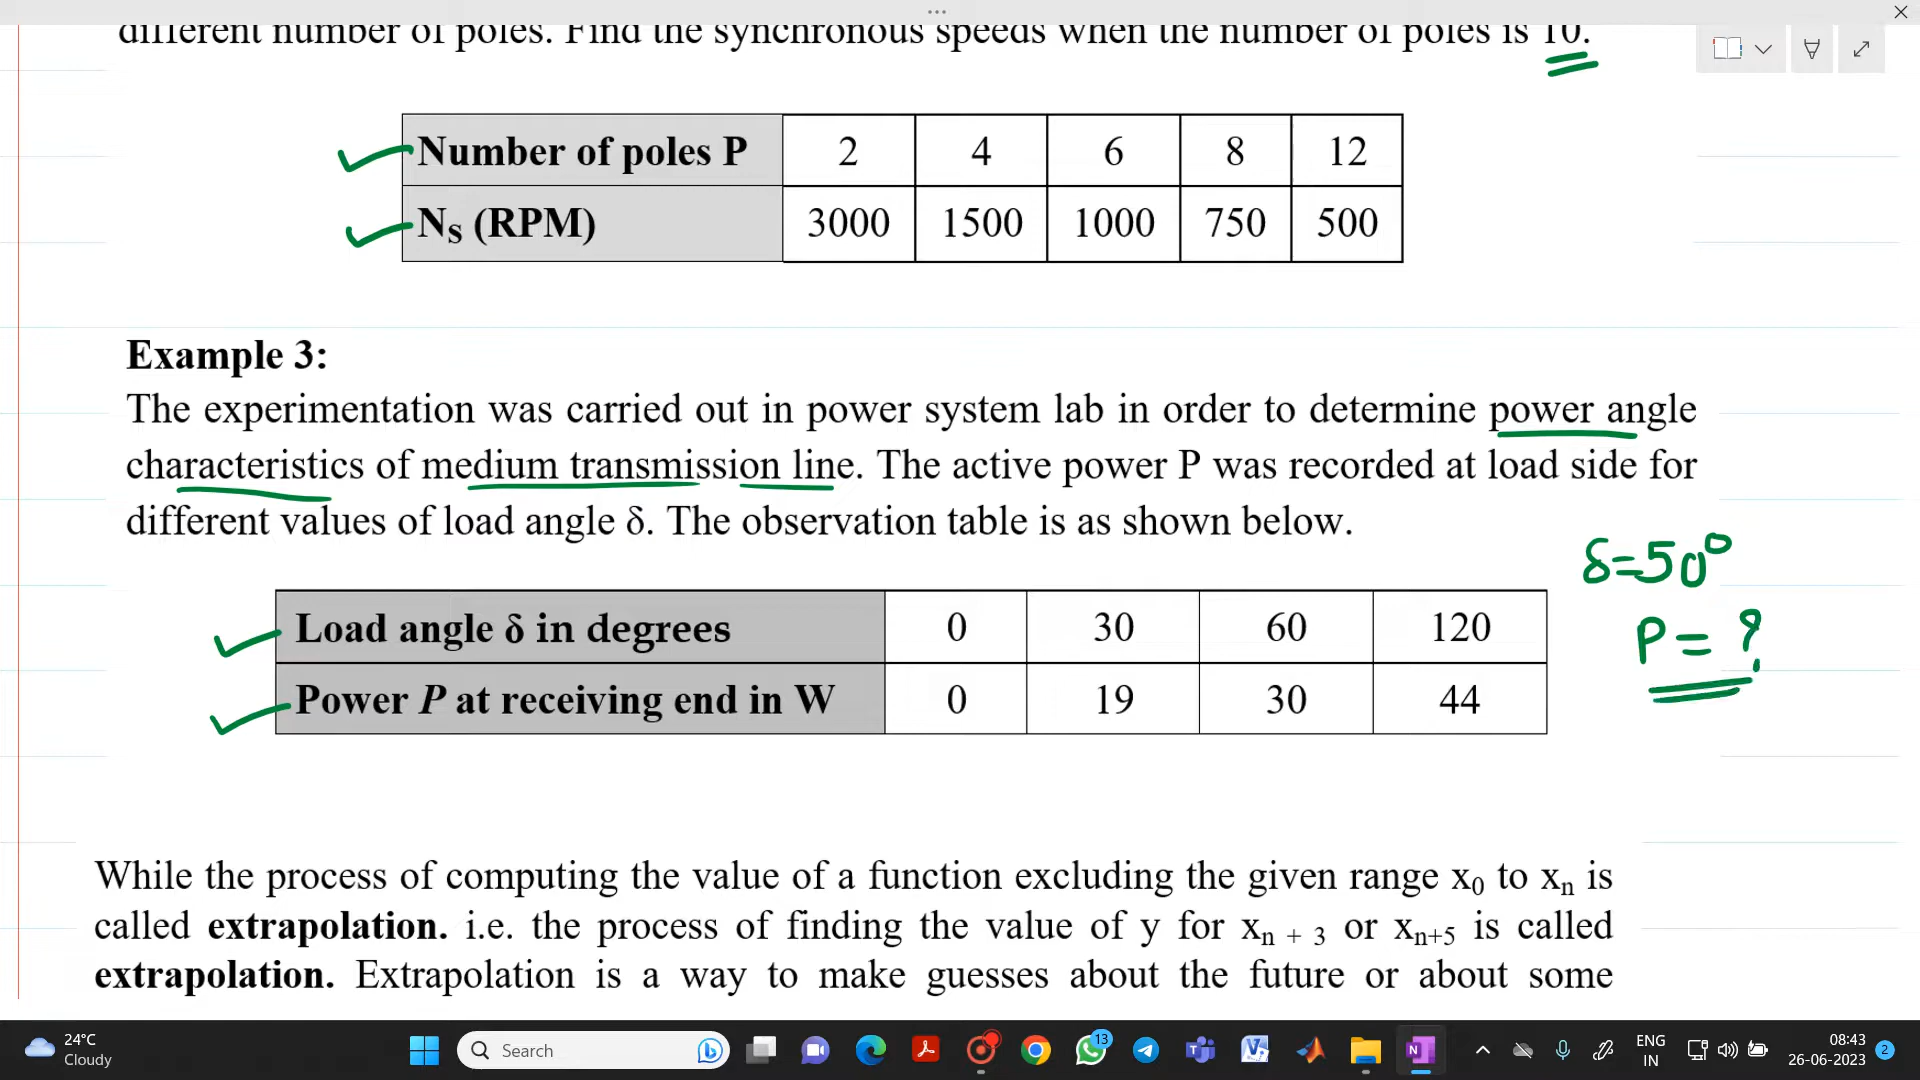 different number of poles. Find the synchronous speeds when the number of poles is 10.
Number of poles P 2 4 6 8 12
Ns (RPM) 3000 1500 1000 750 500
Example 3:
The experimentation was carried out in power system lab in order to determine power angle
characteristics of medium transmission line. The active power P was recorded at load side for
different values of load angle δ. The observation table is as shown below.
δ=50°
Load angle δ in degrees 0 30 60 120
P = ?
Power P at receiving end in W 0 19 30 44
While the process of computing the value of a function excluding the given range x0 to xn is
called extrapolation. i.e. the process of finding the value of y for xn + 3 or xn+5 is called
extrapolation. Extrapolation is a way to make guesses about the future or about some
24°C
Cloudy
Search
13
ENG
IN
08:43
26-06-2023
2